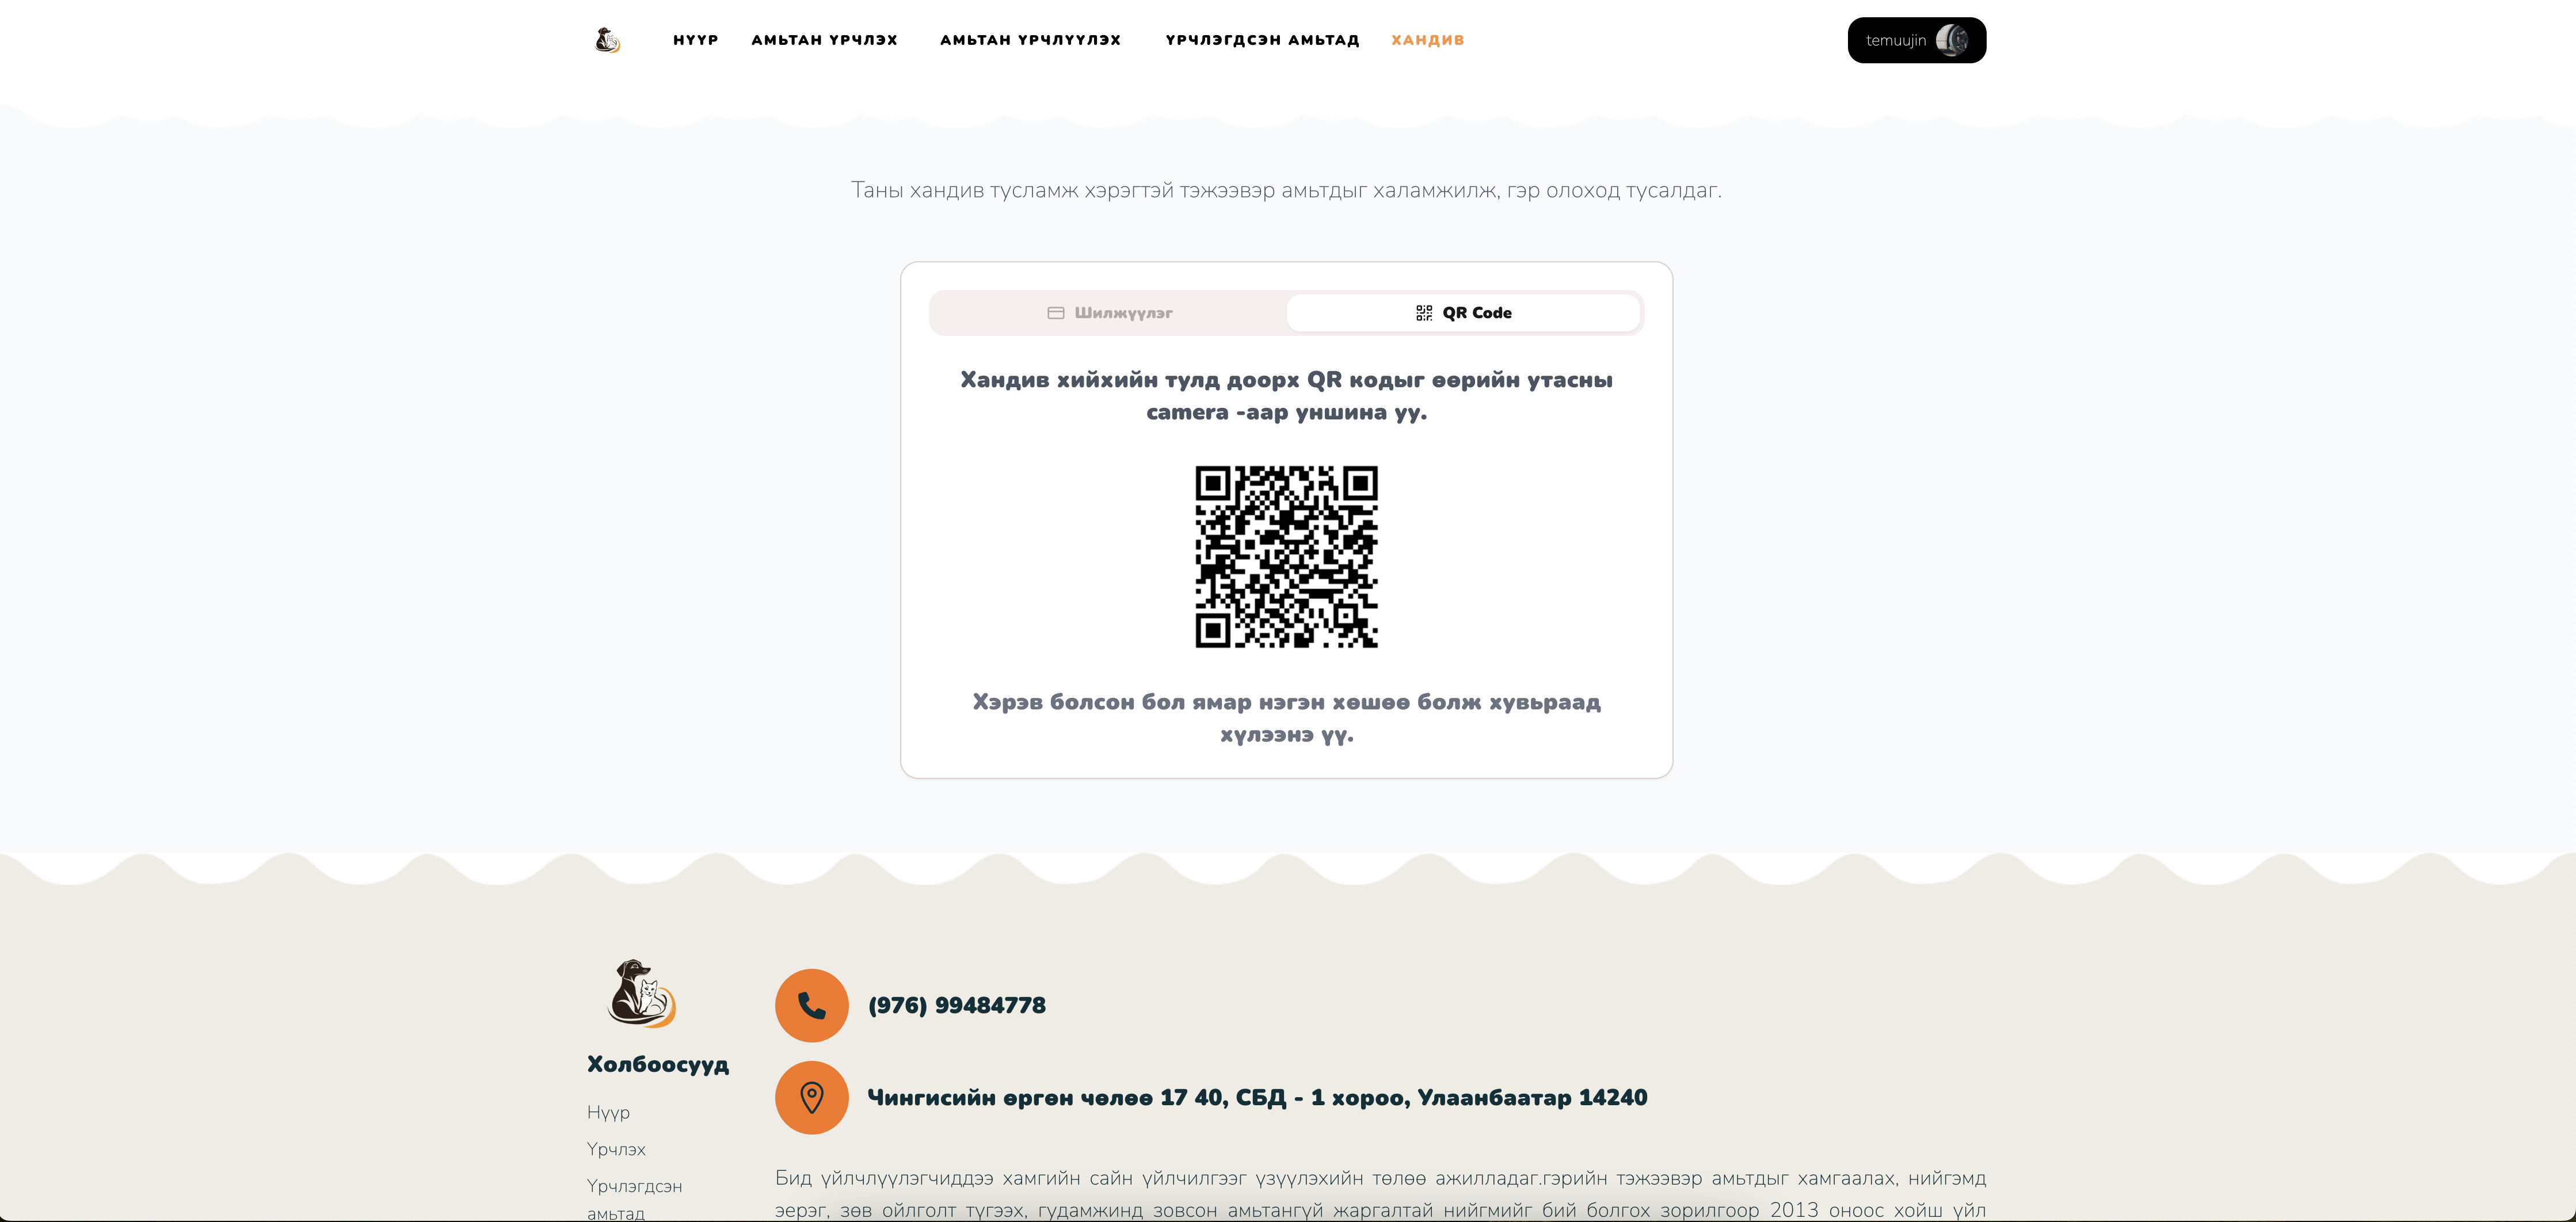 НҮҮР
АМЬТАН ҮРЧЛЭХ
АМЬТАН ҮРЧЛҮҮЛЭХ
ҮРЧЛЭГДСЭН АМЬТАД
ХАНДИВ
temuujin
Таны хандив тусламж хэрэгтэй тэжээвэр амьтдыг халамжилж, гэр олоход тусалдаг.
Шилжүүлэг
QR Code
Хандив хийхийн тулд доорх QR кодыг өөрийн утасны
camera -аар уншина уу.
Хэрэв болсон бол ямар нэгэн хөшөө болж хувьраад
хүлээнэ үү.
Холбоосууд
Нүүр
Үрчлэх
Үрчлэгдсэн
амьтад
(976) 99484778
Чингисийн өргөн чөлөө 17 40, СБД - 1 хороо, Улаанбаатар 14240
Бид үйлчлүүлэгчиддээ хамгийн сайн үйлчилгээг үзүүлэхийн төлөө ажилладаг.гэрийн тэжээвэр амьтдыг хамгаалах, нийгэмд
эерэг, зөв ойлголт түгээх, гудамжинд зовсон амьтангүй жаргалтай нийгмийг бий болгох зорилгоор 2013 оноос хойш үйл